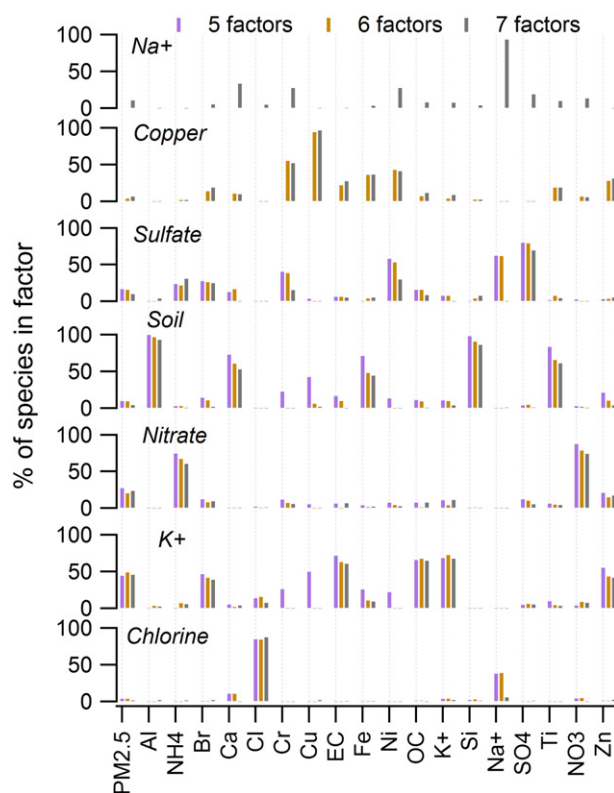 5 factors 6 factors 7 factors
% of species in factor
100
50
0
Na+
100
50
0
Copper
100
50
0
Sulfate
100
50
0
Soil
100
50
0
Nitrate
100
50
0
K+
100
50
0
Chlorine
PM2.5 Al NH4 Br Ca Cl Cr Cu EC Fe Ni OC K+ Si Na+ SO4 Ti NO3 Zn